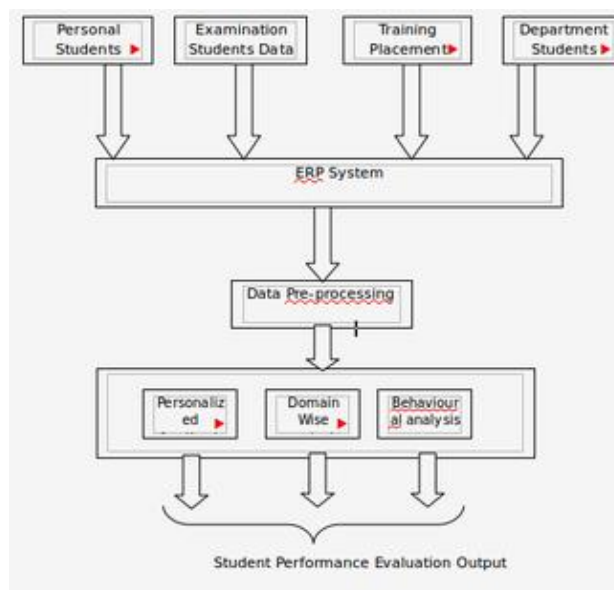 Personal
Students
Examination
Students Data
Training
Placement
Department
Students
ERP System
Data Pre-processing
Personaliz
ed
Domain
Wise
Behaviour
al analysis
Student Performance Evaluation Output